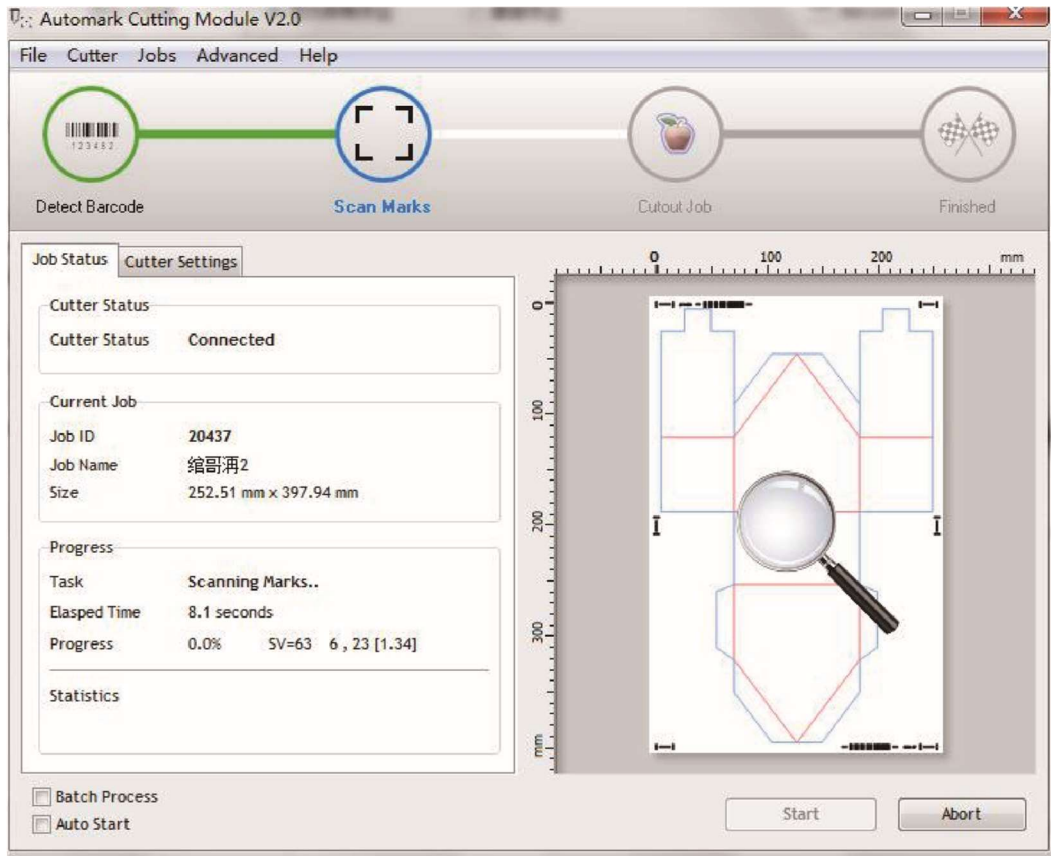 Automark Cutting Module V2.0
File Cutter Jobs Advanced Help
123452
Detect Barcode
Scan Marks
Cutout Job
Finished
Job Status
Cutter Settings
Cutter Status
Cutter Status Connected
Current Job
Job ID 20437
Job Name 绾哥洅2
Size 252.51 mm x 397.94 mm
Progress
Task Scanning Marks..
Elasped Time 8.1 seconds
Progress 0.0% SV=63 6 , 23 [1.34]
Statistics
0 100 200 mm
0
100
200
300
mm
Batch Process
Auto Start
Start
Abort